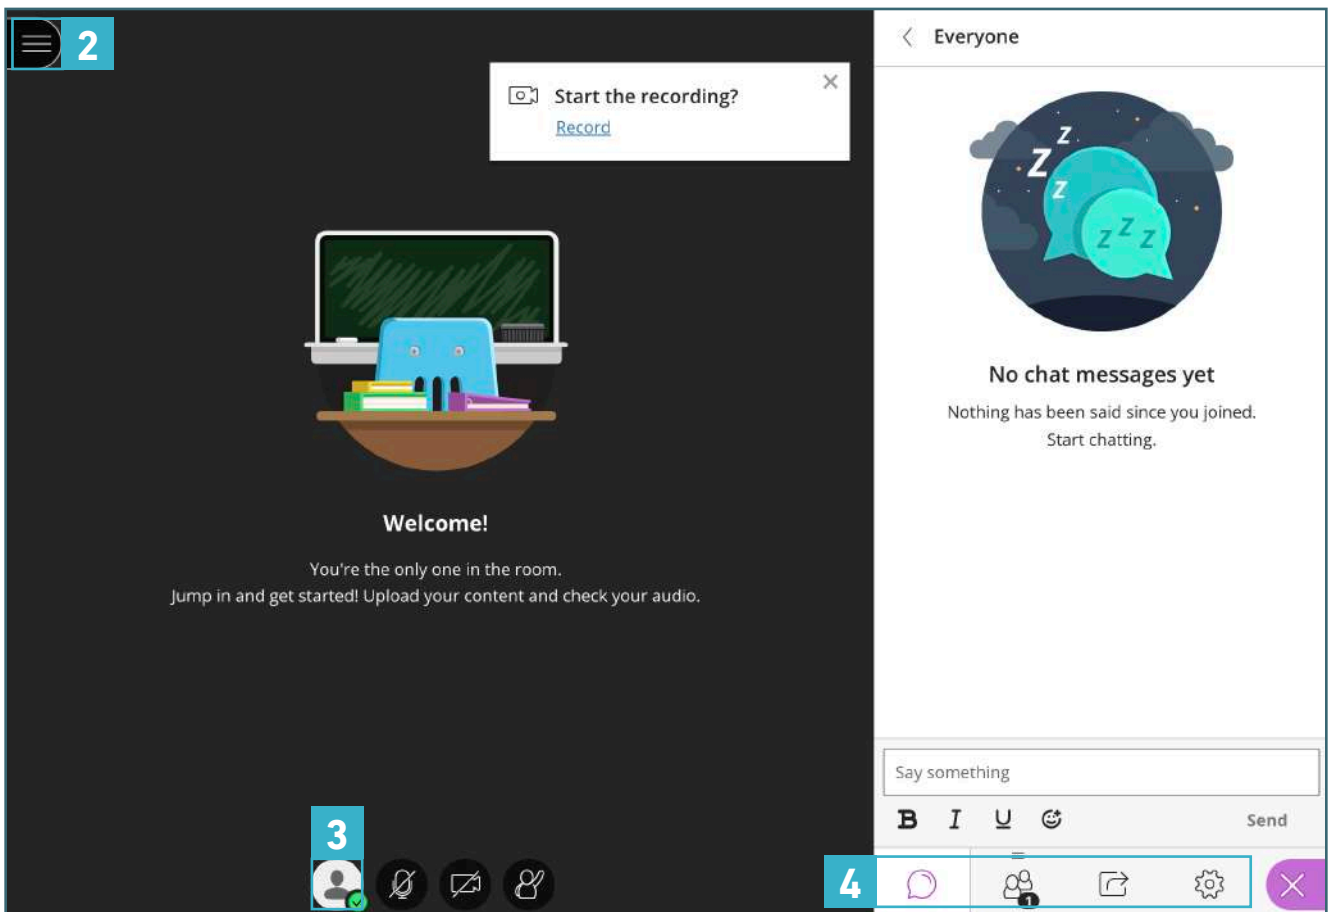 2
Start the recording?
Record
Welcome!
You're the only one in the room.
Jump in and get started! Upload your content and check your audio.
3
Everyone
Z
Z
Z
Z Z Z
No chat messages yet
Nothing has been said since you joined.
Start chatting.
Say something
B I U
Send
4
1